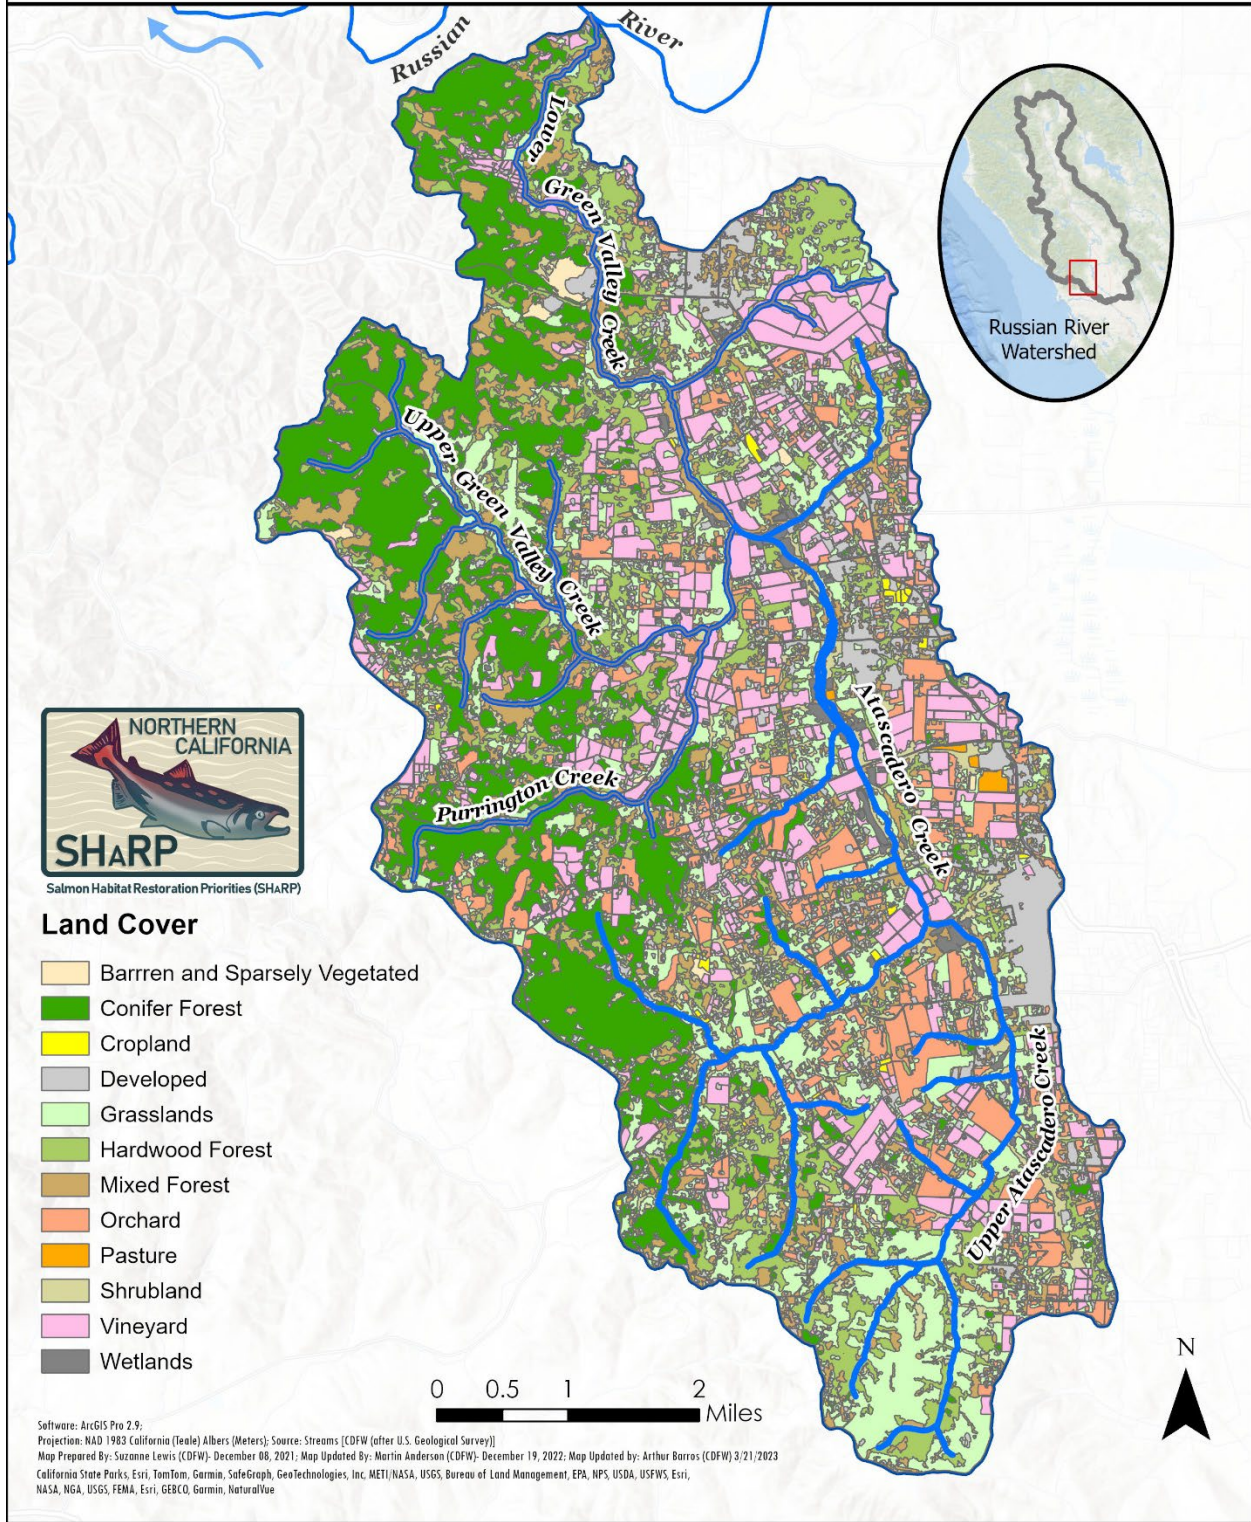 Russian
River
Lower
Green Valley Creek
Upper Green Valley Creek
Purrington Creek
Atascadero Creek
Upper Atascadero Creek
Russian River
Watershed
NORTHERN
CALIFORNIA
SHARP
Salmon Habitat Restoration Priorities (SHARP)
Land Cover
Barrren and Sparsely Vegetated
Conifer Forest
Cropland
Developed
Grasslands
Hardwood Forest
Mixed Forest
Orchard
Pasture
Shrubland
Vineyard
Wetlands
0 0.5 1 2
Miles
N
Software: ArcGIS Pro 2.9;
Projection: NAD 1983 California (Teale) Albers (Meters); Source: Streams [CDFW (after U.S. Geological Survey)]
Map Prepared By: Suzanne Lewis (CDFW)- December 08, 2021; Map Updated By: Martin Anderson (CDFW)- December 19, 2022; Map Updated by: Arthur Barros (CDFW) 3/21/2023
California State Parks, Esri, TomTom, Garmin, SafeGraph, GeoTechnologies, Inc, METI/NASA, USGS, Bureau of Land Management, EPA, NPS, USDA, USFWS, Esri,
NASA, NGA, USGS, FEMA, Esri, GEBCO, Garmin, NaturalVue